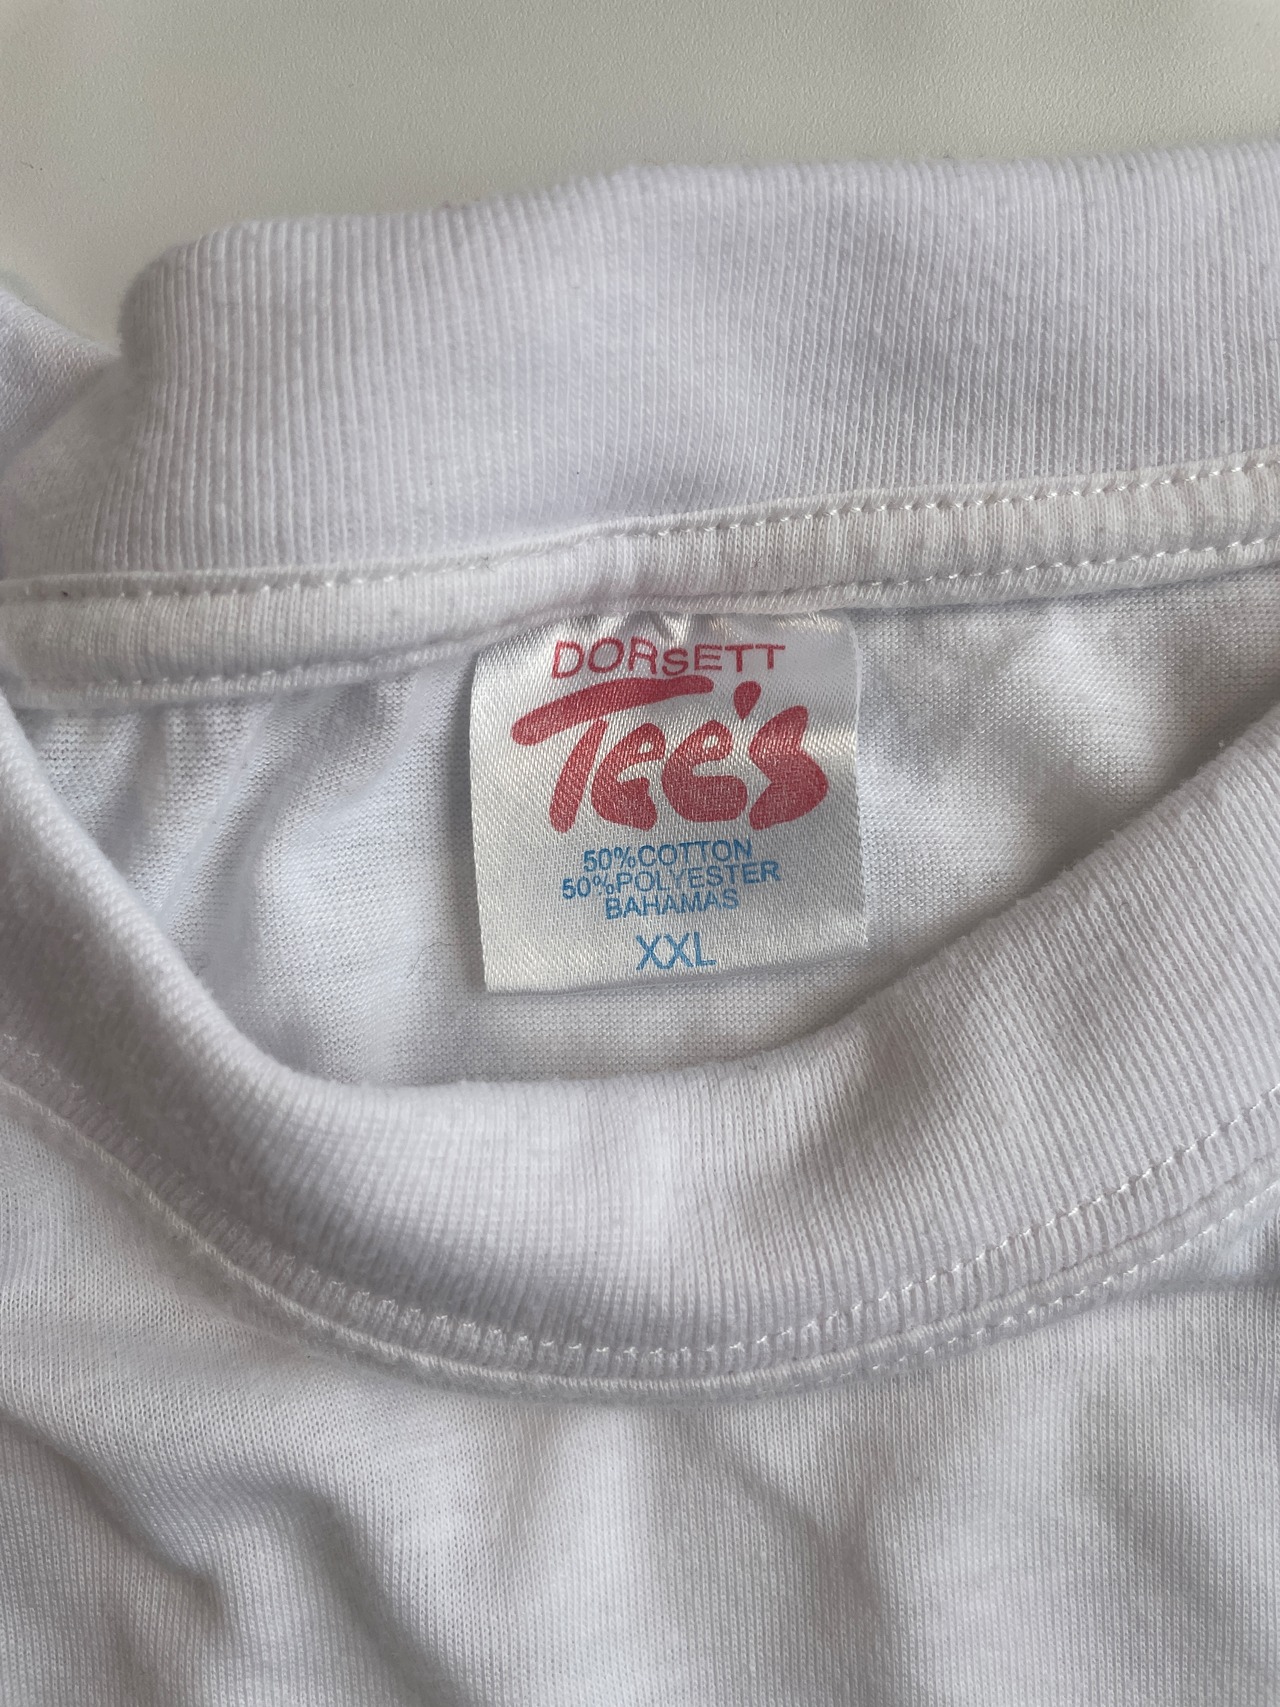 DORSETT
Tee's
50%COTTON
50%POLYESTER
BAHAMAS
XXL